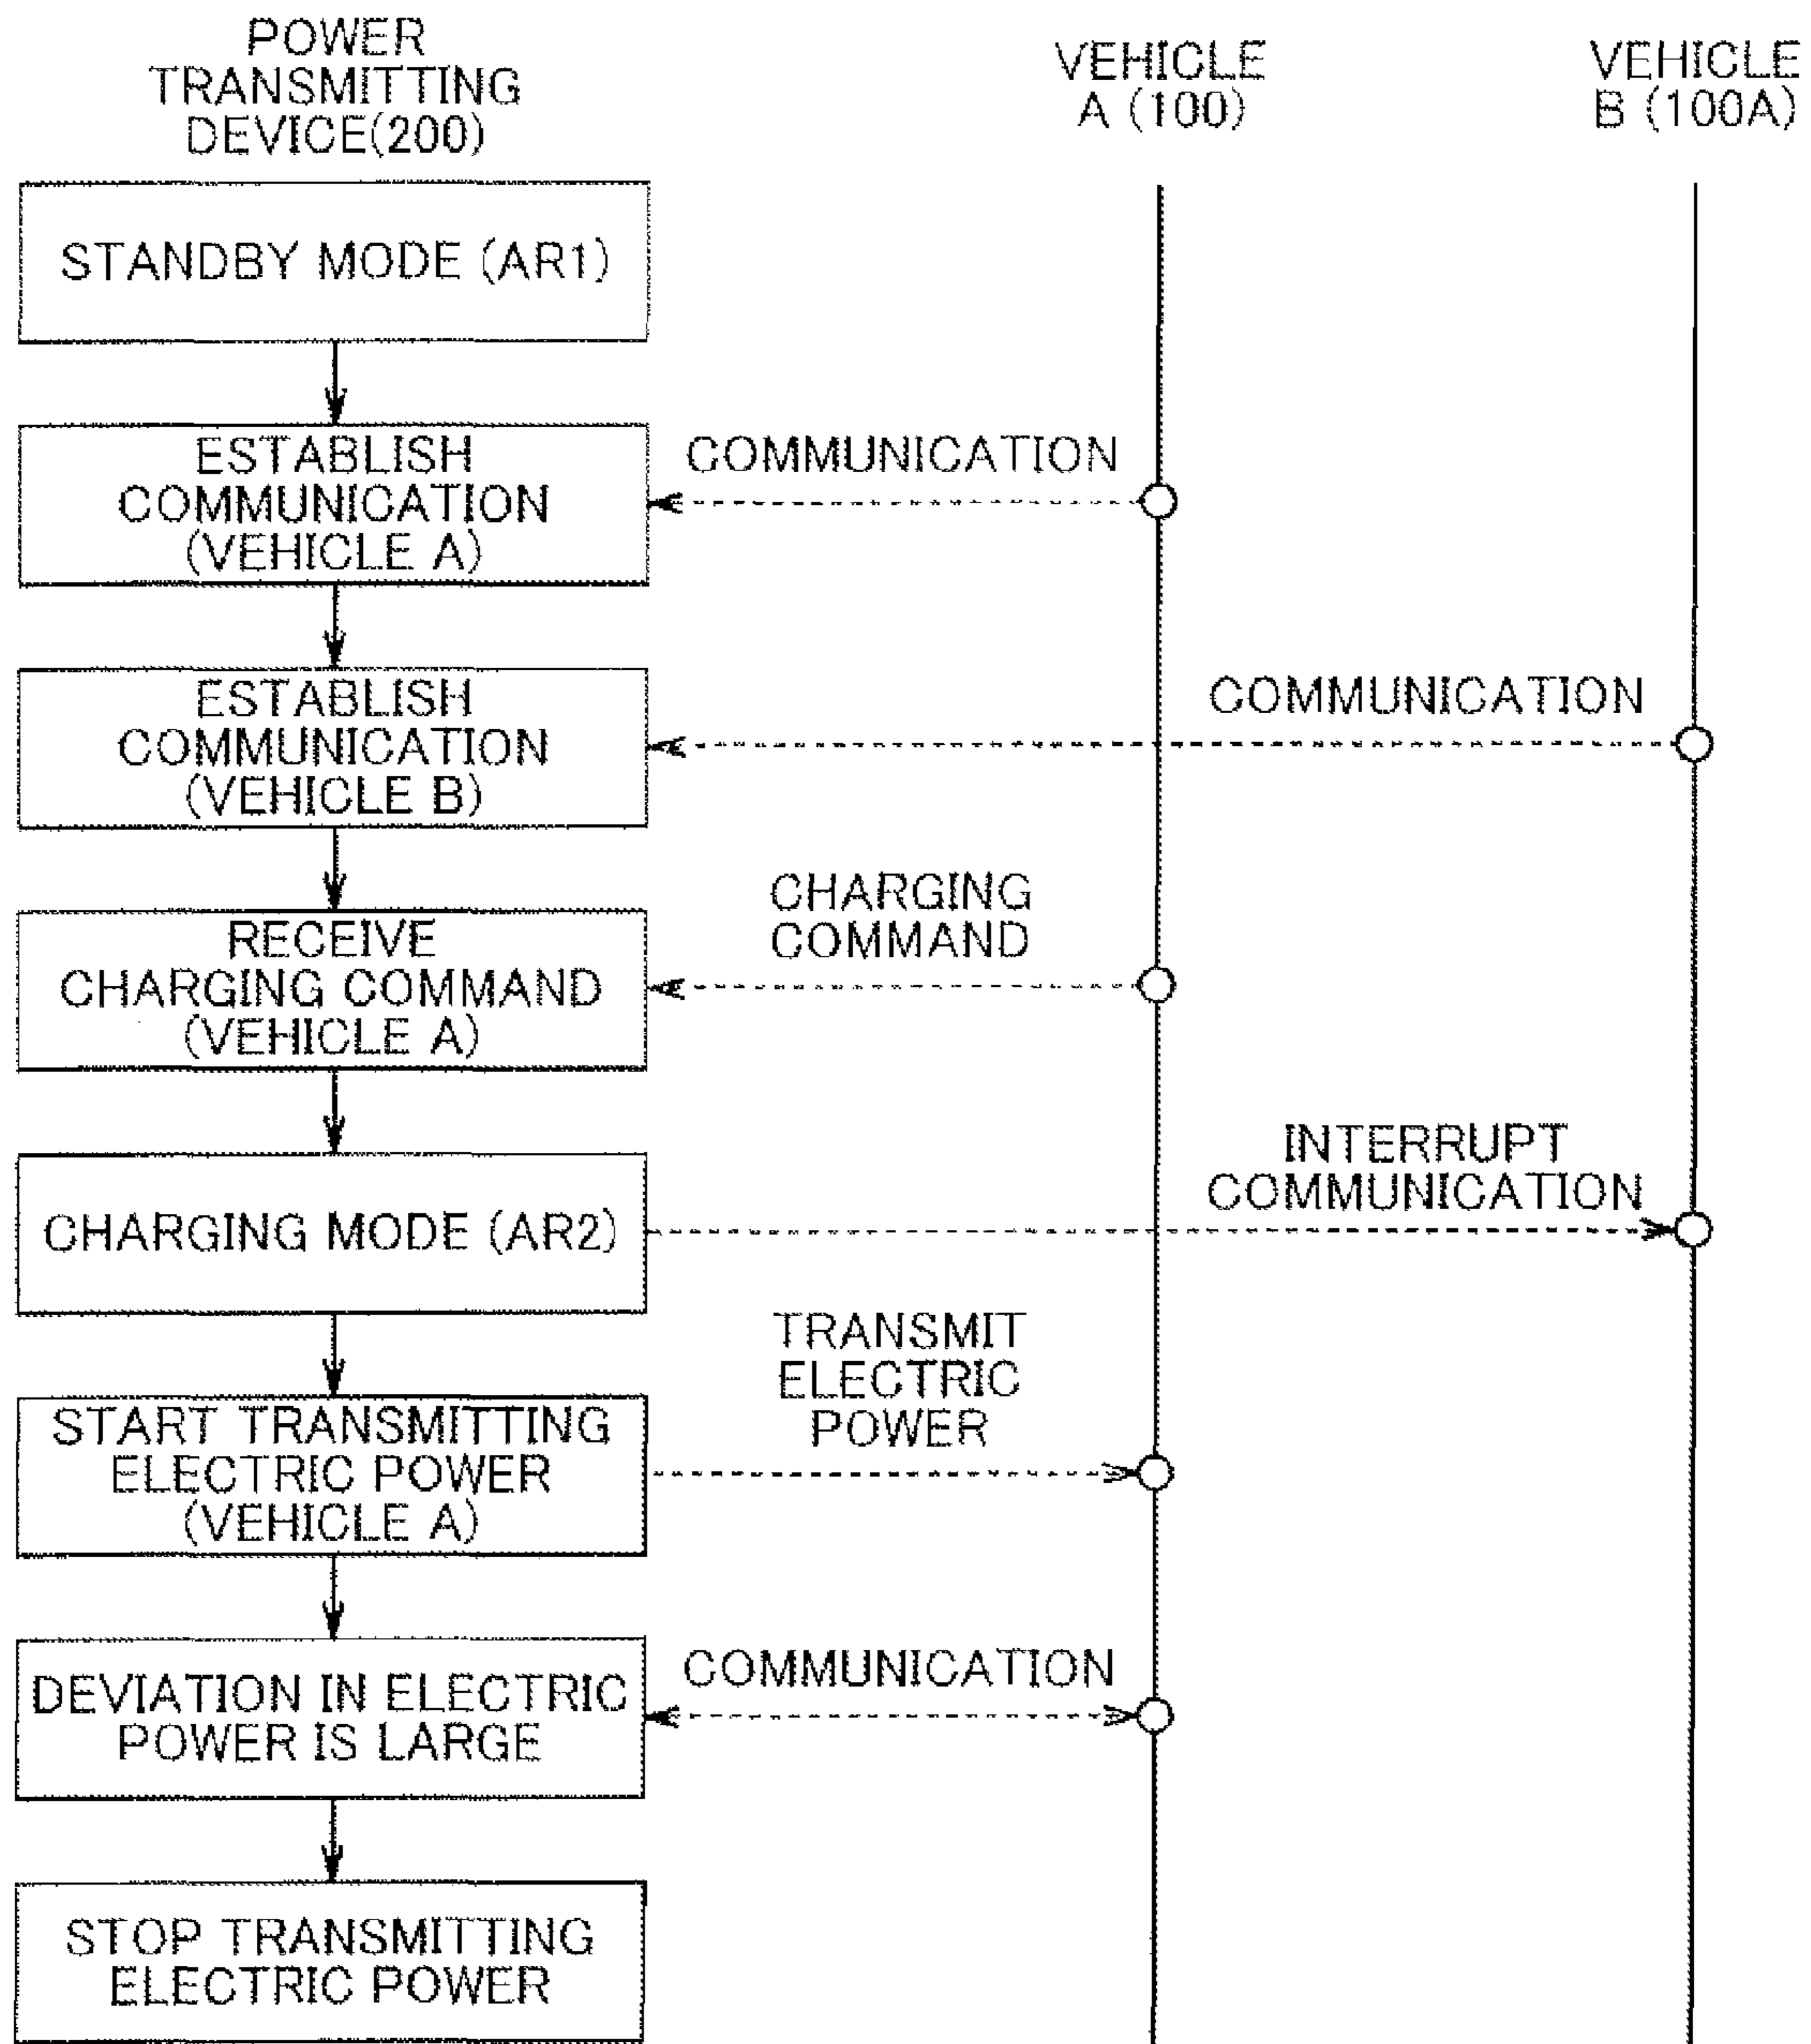 POWER
TRANSMITTING
DEVICE(200)
VEHICLE
A (100)
VEHICLE
B (100A)
STANDBY MODE (AR1)
ESTABLISH
COMMUNICATION
(VEHICLE A)
COMMUNICATION
ESTABLISH
COMMUNICATION
(VEHICLE B)
COMMUNICATION
RECEIVE
CHARGING COMMAND
(VEHICLE A)
CHARGING
COMMAND
CHARGING MODE (AR2)
INTERRUPT
COMMUNICATION
START TRANSMITTING
ELECTRIC POWER
(VEHICLE A)
TRANSMIT
ELECTRIC
POWER
DEVIATION IN ELECTRIC
POWER IS LARGE
COMMUNICATION
STOP TRANSMITTING
ELECTRIC POWER